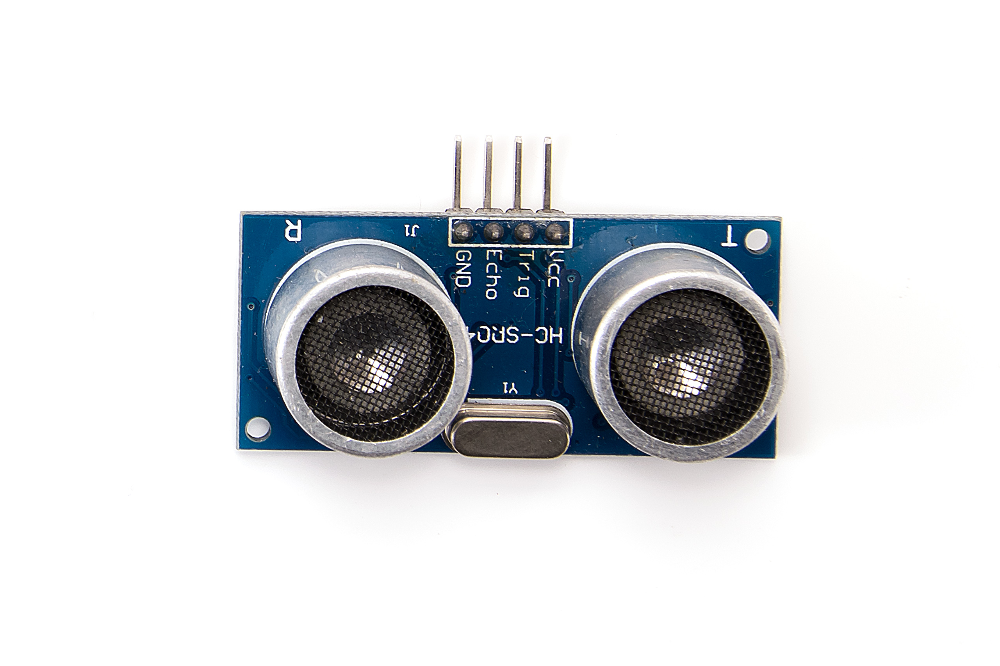 R
J1
T
GND
Echo
Trig
Vcc
HC-SR04
Y1
T